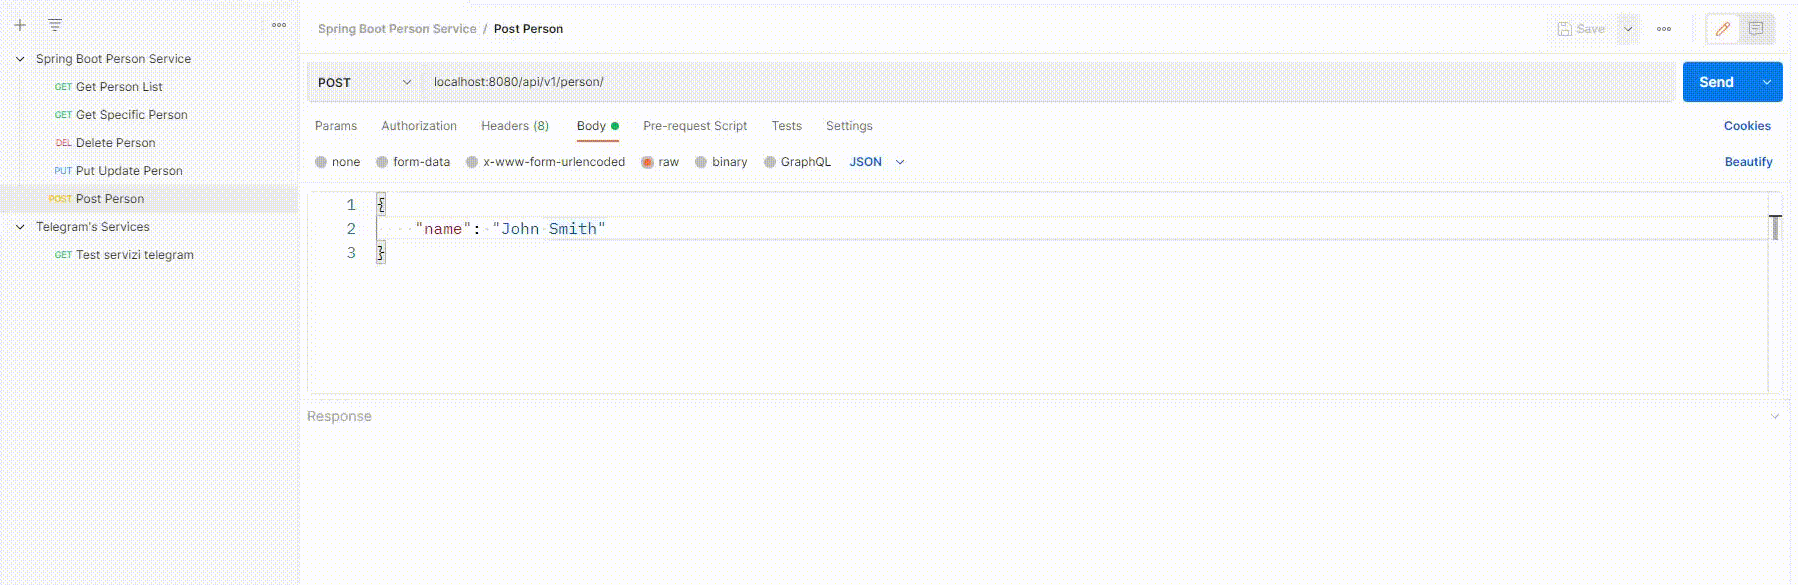 Spring Boot Person Service / Post Person
Save
Spring Boot Person Service
GET Get Person List
GET Get Specific Person
DEL Delete Person
PUT Put Update Person
POST Post Person
Telegram's Services
GET Test servizi telegram
POST localhost:8080/api/v1/person/ Send
Params Authorization Headers (8) Body Pre-request Script Tests Settings Cookies
none form-data x-www-form-urlencoded raw binary GraphQL JSON Beautify
1 {
2 "name": "John Smith"
3 }
Response